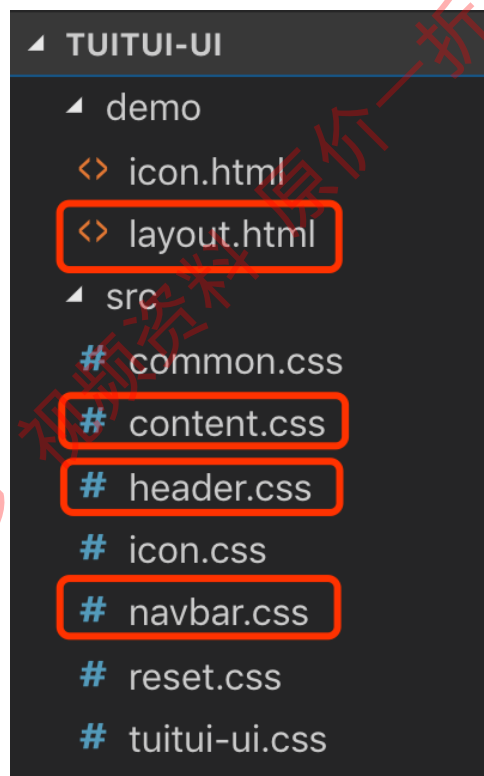 TUITUI-UI
demo
<> icon.html
<> layout.html
src
# common.css
# content.css
# header.css
# icon.css
# navbar.css
# reset.css
# tuitui-ui.css
视频资料 原价一折